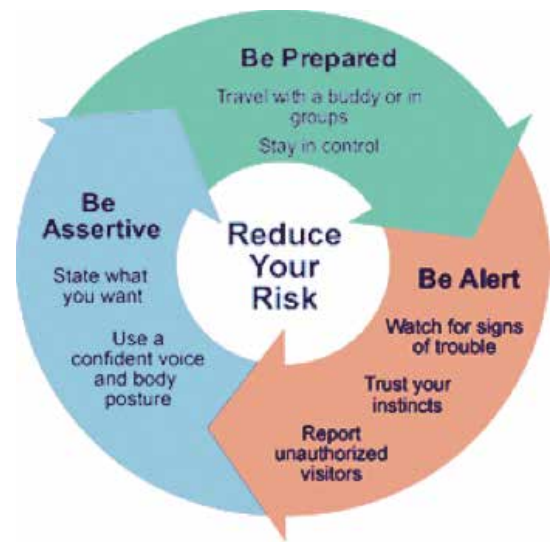 Be Prepared
Travel with a buddy or in
groups
Stay in control
Reduce
Your
Risk
Be Alert
Watch for signs
of trouble
Trust your
instincts
Report
unauthorized
visitors
Be
Assertive
State what
you want
Use a
confident voice
and body
posture